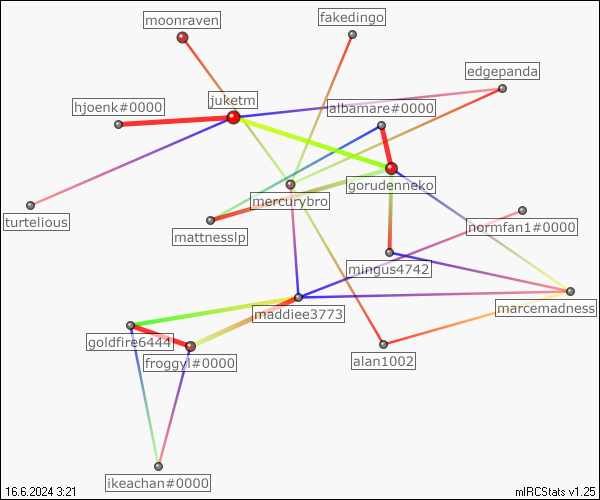 moonraven
fakedingo
edgepanda
juketm
hjoenk#0000
albamare#0000
gorudenneko
mercurybro
turtelious
mattnesslp
normfan1#0000
mingus4742
maddiee3773
marcemadness
goldfire6444
froggyl#0000
alan1002
ikeachan#0000
16.6.2024 3:21
mIRCStats v1.25